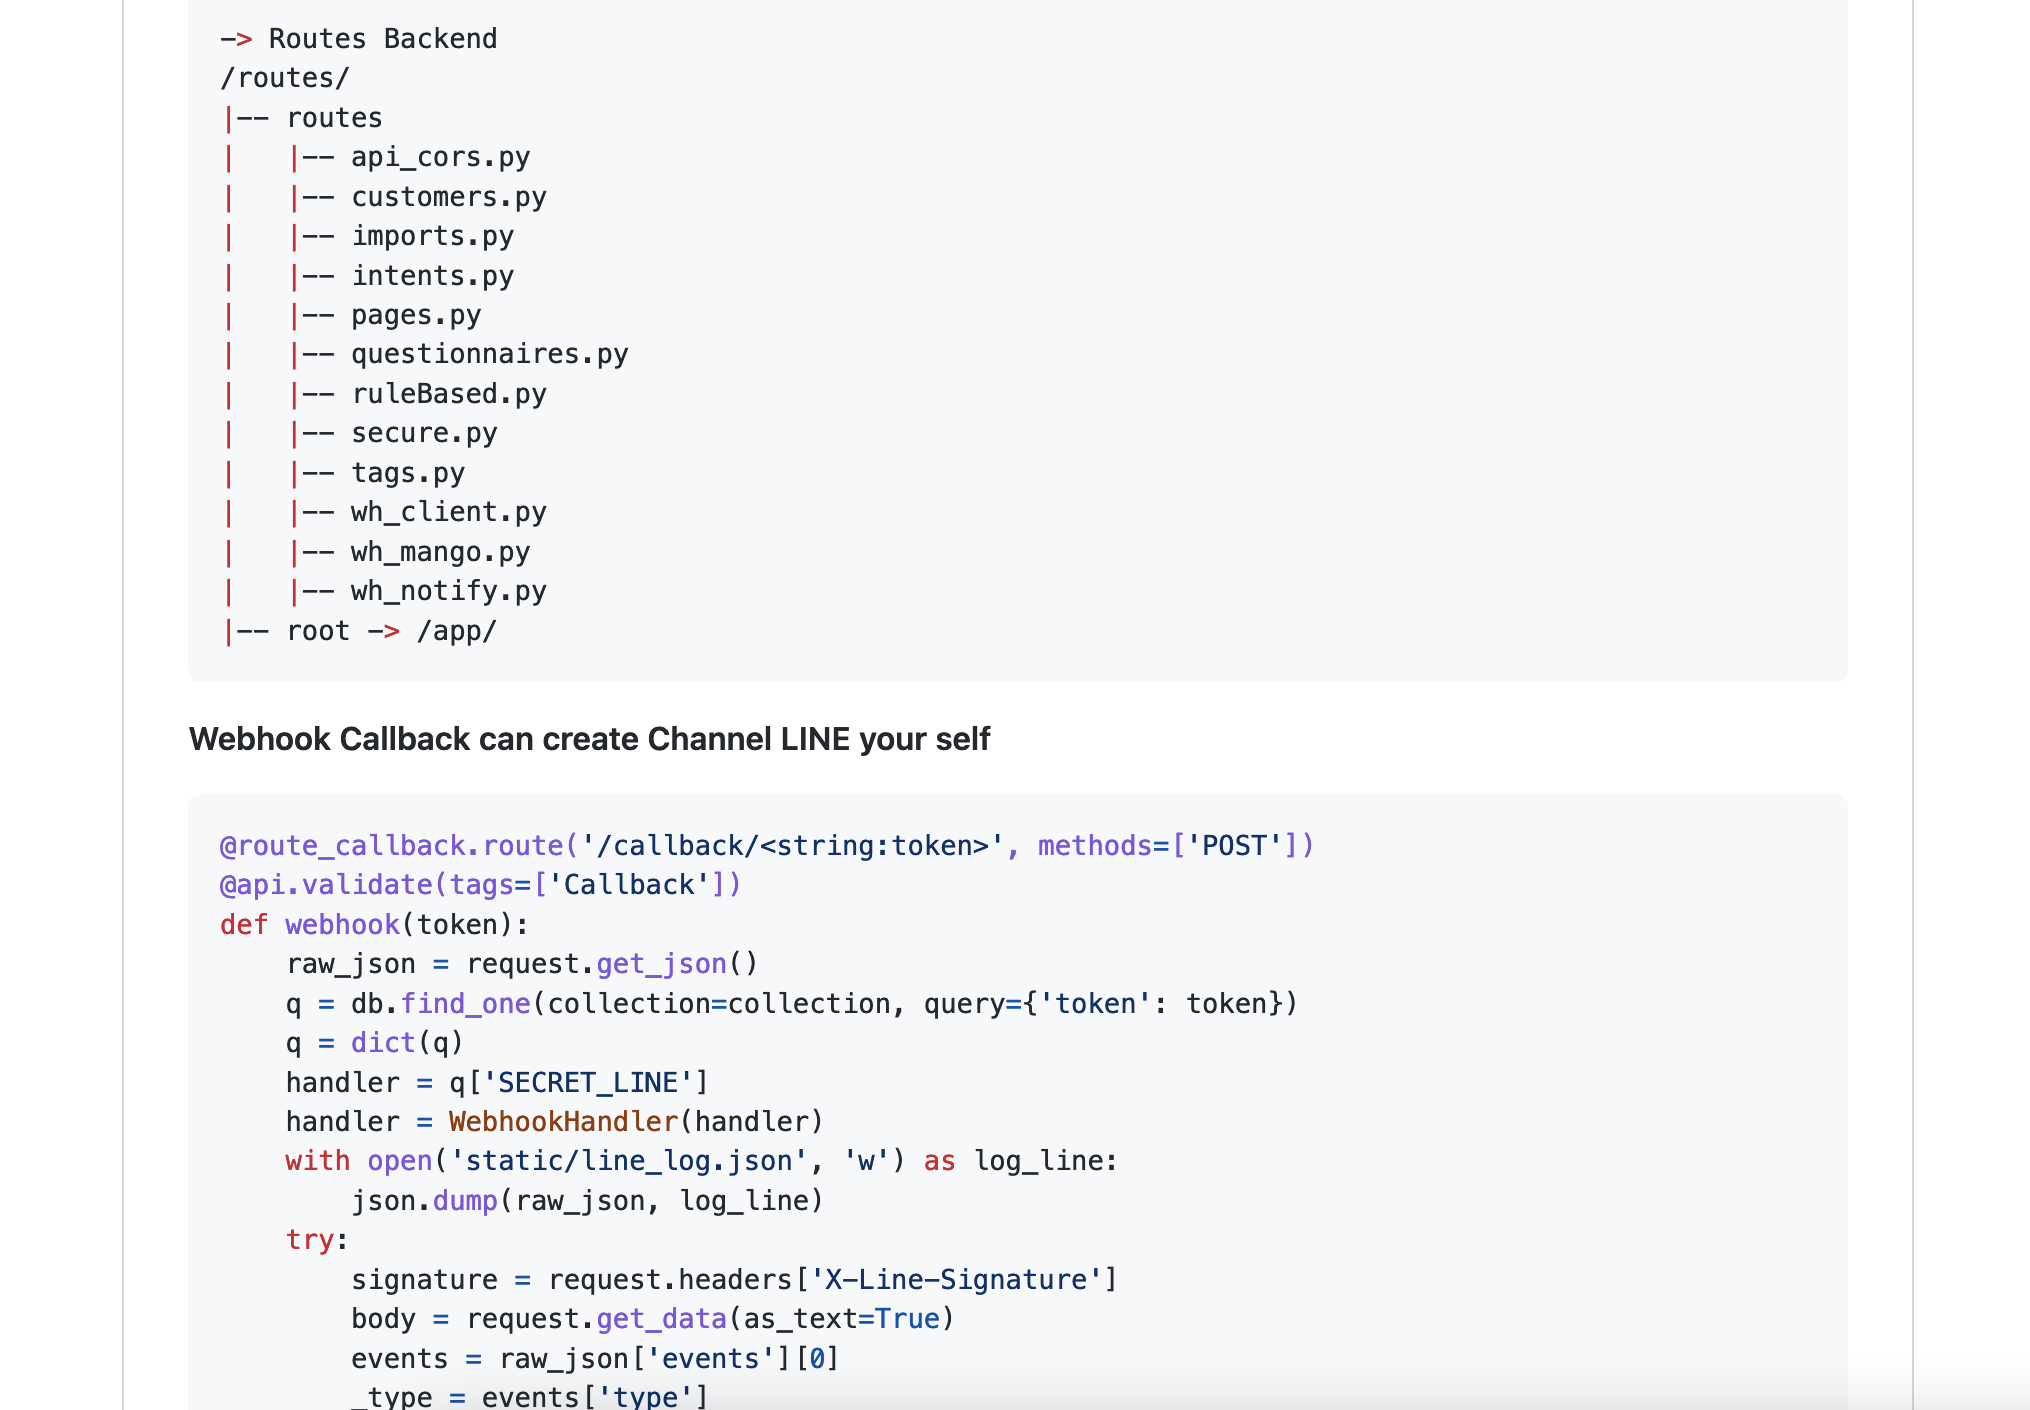 -> Routes Backend
/routes/
|-- routes
|   |-- api_cors.py
|   |-- customers.py
|   |-- imports.py
|   |-- intents.py
|   |-- pages.py
|   |-- questionnaires.py
|   |-- ruleBased.py
|   |-- secure.py
|   |-- tags.py
|   |-- wh_client.py
|   |-- wh_mango.py
|   |-- wh_notify.py
|-- root -> /app/
Webhook Callback can create Channel LINE your self
@route_callback.route('/callback/<string:token>', methods=['POST'])
@api.validate(tags=['Callback'])
def webhook(token):
    raw_json = request.get_json()
    q = db.find_one(collection=collection, query={'token': token})
    q = dict(q)
    handler = q['SECRET_LINE']
    handler = WebhookHandler(handler)
    with open('static/line_log.json', 'w') as log_line:
        json.dump(raw_json, log_line)
    try:
        signature = request.headers['X-Line-Signature']
        body = request.get_data(as_text=True)
        events = raw_json['events'][0]
        _type = events['type']